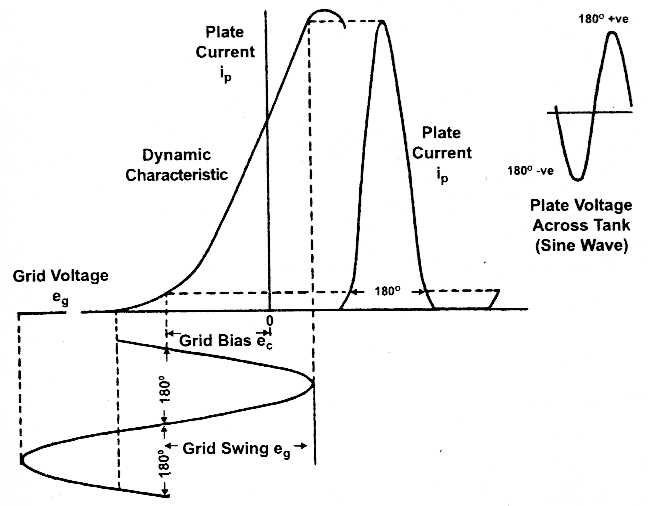 180° +ve
Plate
Current
ip
Dynamic
Characteristic
Plate
Current
ip
180° -ve
Plate Voltage
Across Tank
(Sine Wave)
Grid Voltage
eg
180°
0
Grid Bias ec
180°
Grid Swing eg
180°